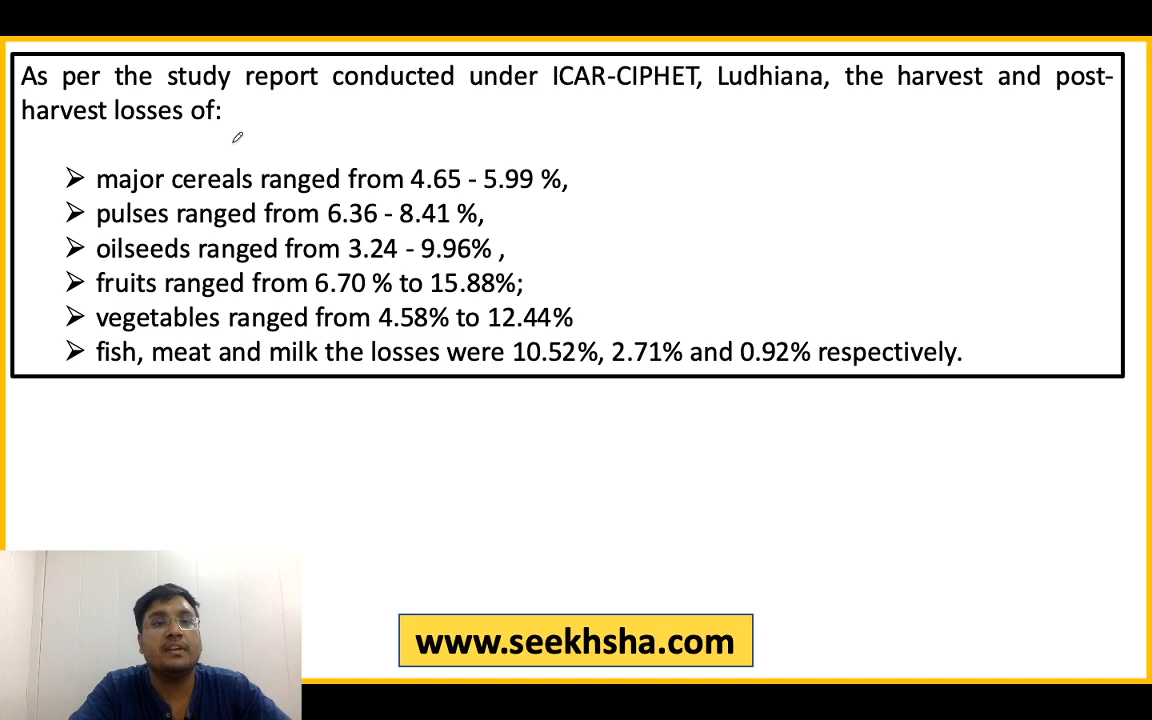 As per the study report conducted under ICAR-CIPHET, Ludhiana, the harvest and post-
harvest losses of:
➢ major cereals ranged from 4.65 - 5.99 %,
➢ pulses ranged from 6.36 - 8.41 %,
➢ oilseeds ranged from 3.24 - 9.96% ,
➢ fruits ranged from 6.70 % to 15.88%;
➢ vegetables ranged from 4.58% to 12.44%
➢ fish, meat and milk the losses were 10.52%, 2.71% and 0.92% respectively.
www.seekhsha.com